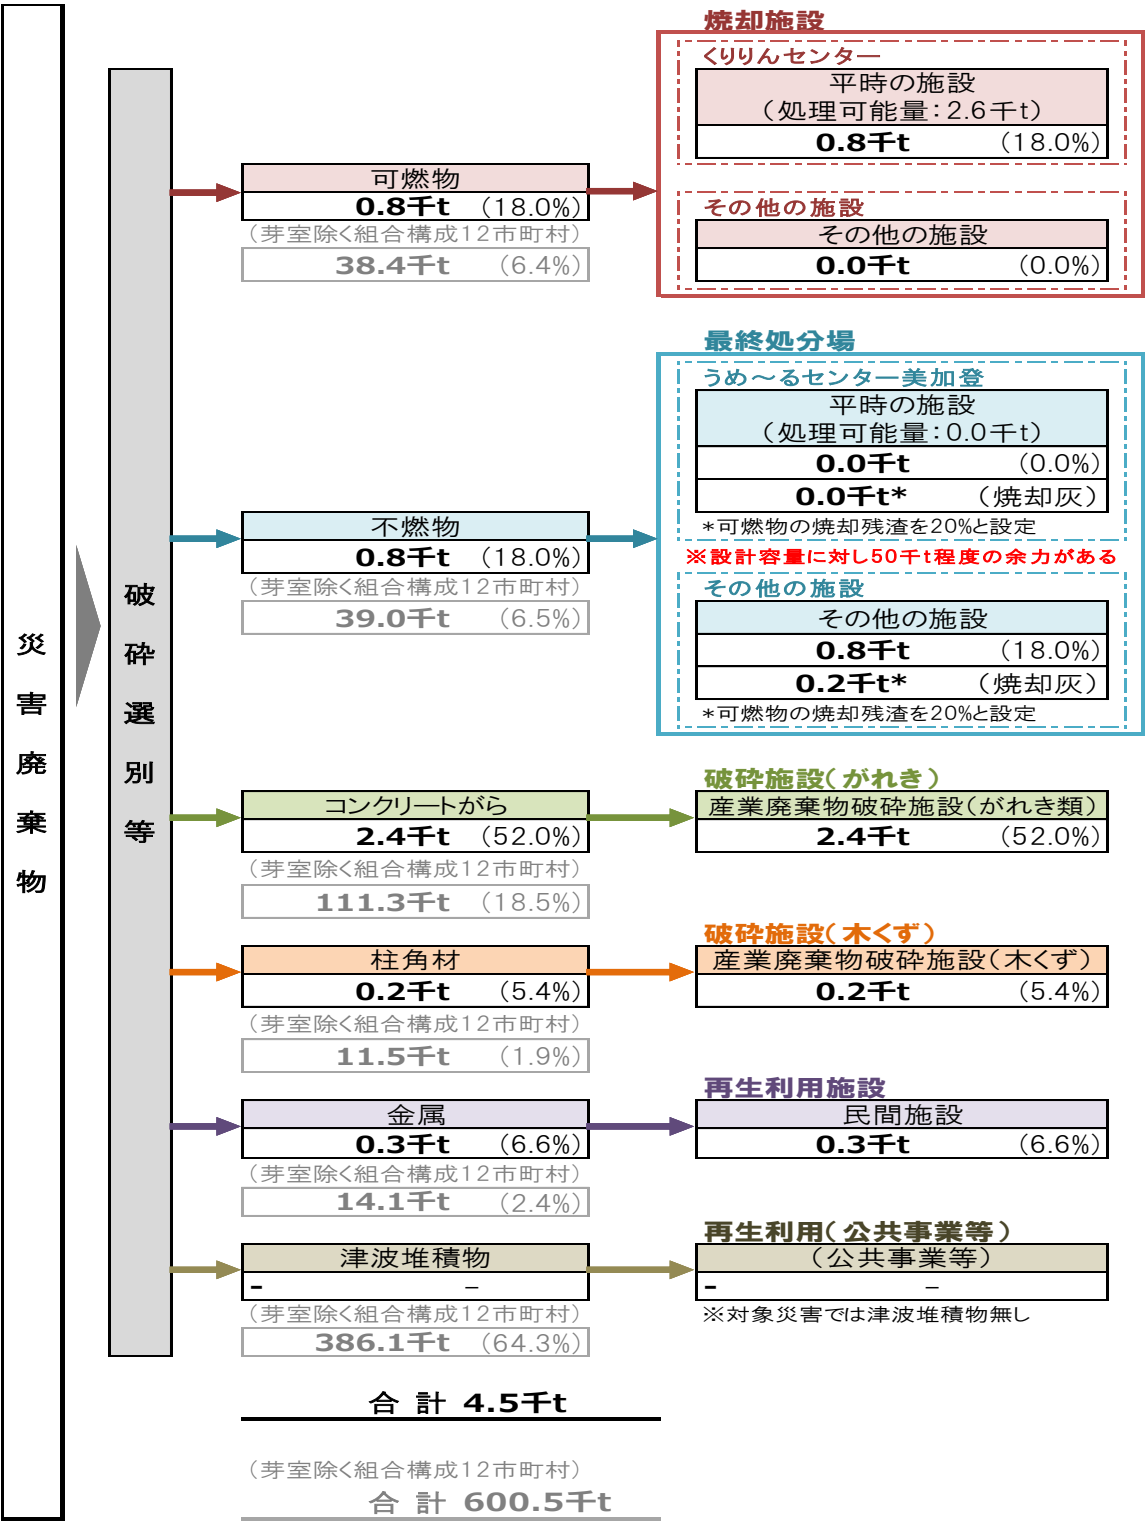 災害廃棄物
破砕選別等
焼却施設
くりりんセンター
平時の施設
（処理可能量：2.6千t）
0.8千t （18.0%）
可燃物
0.8千t （18.0%）
（芽室除く組合構成12市町村）
38.4千t （6.4%）
その他の施設
その他の施設
0.0千t （0.0%）
最終処分場
うめ～るセンター美加登
平時の施設
（処理可能量：0.0千t）
0.0千t （0.0%）
0.0千t* （焼却灰）
*可燃物の焼却残渣を20%と設定
不燃物
0.8千t （18.0%）
（芽室除く組合構成12市町村）
39.0千t （6.5%）
※設計容量に対し50千t程度の余力がある
その他の施設
その他の施設
0.8千t （18.0%）
0.2千t* （焼却灰）
*可燃物の焼却残渣を20%と設定
破砕施設（がれき）
コンクリートがら
2.4千t （52.0%）
（芽室除く組合構成12市町村）
111.3千t （18.5%）
産業廃棄物破砕施設（がれき類）
2.4千t （52.0%）
破砕施設（木くず）
柱角材
0.2千t （5.4%）
（芽室除く組合構成12市町村）
11.5千t （1.9%）
産業廃棄物破砕施設（木くず）
0.2千t （5.4%）
再生利用施設
金属
0.3千t （6.6%）
（芽室除く組合構成12市町村）
14.1千t （2.4%）
民間施設
0.3千t （6.6%）
再生利用（公共事業等）
津波堆積物
- –
（芽室除く組合構成12市町村）
386.1千t （64.3%）
（公共事業等）
- –
※対象災害では津波堆積物無し
合 計 4.5千t
（芽室除く組合構成12市町村）
合 計 600.5千t